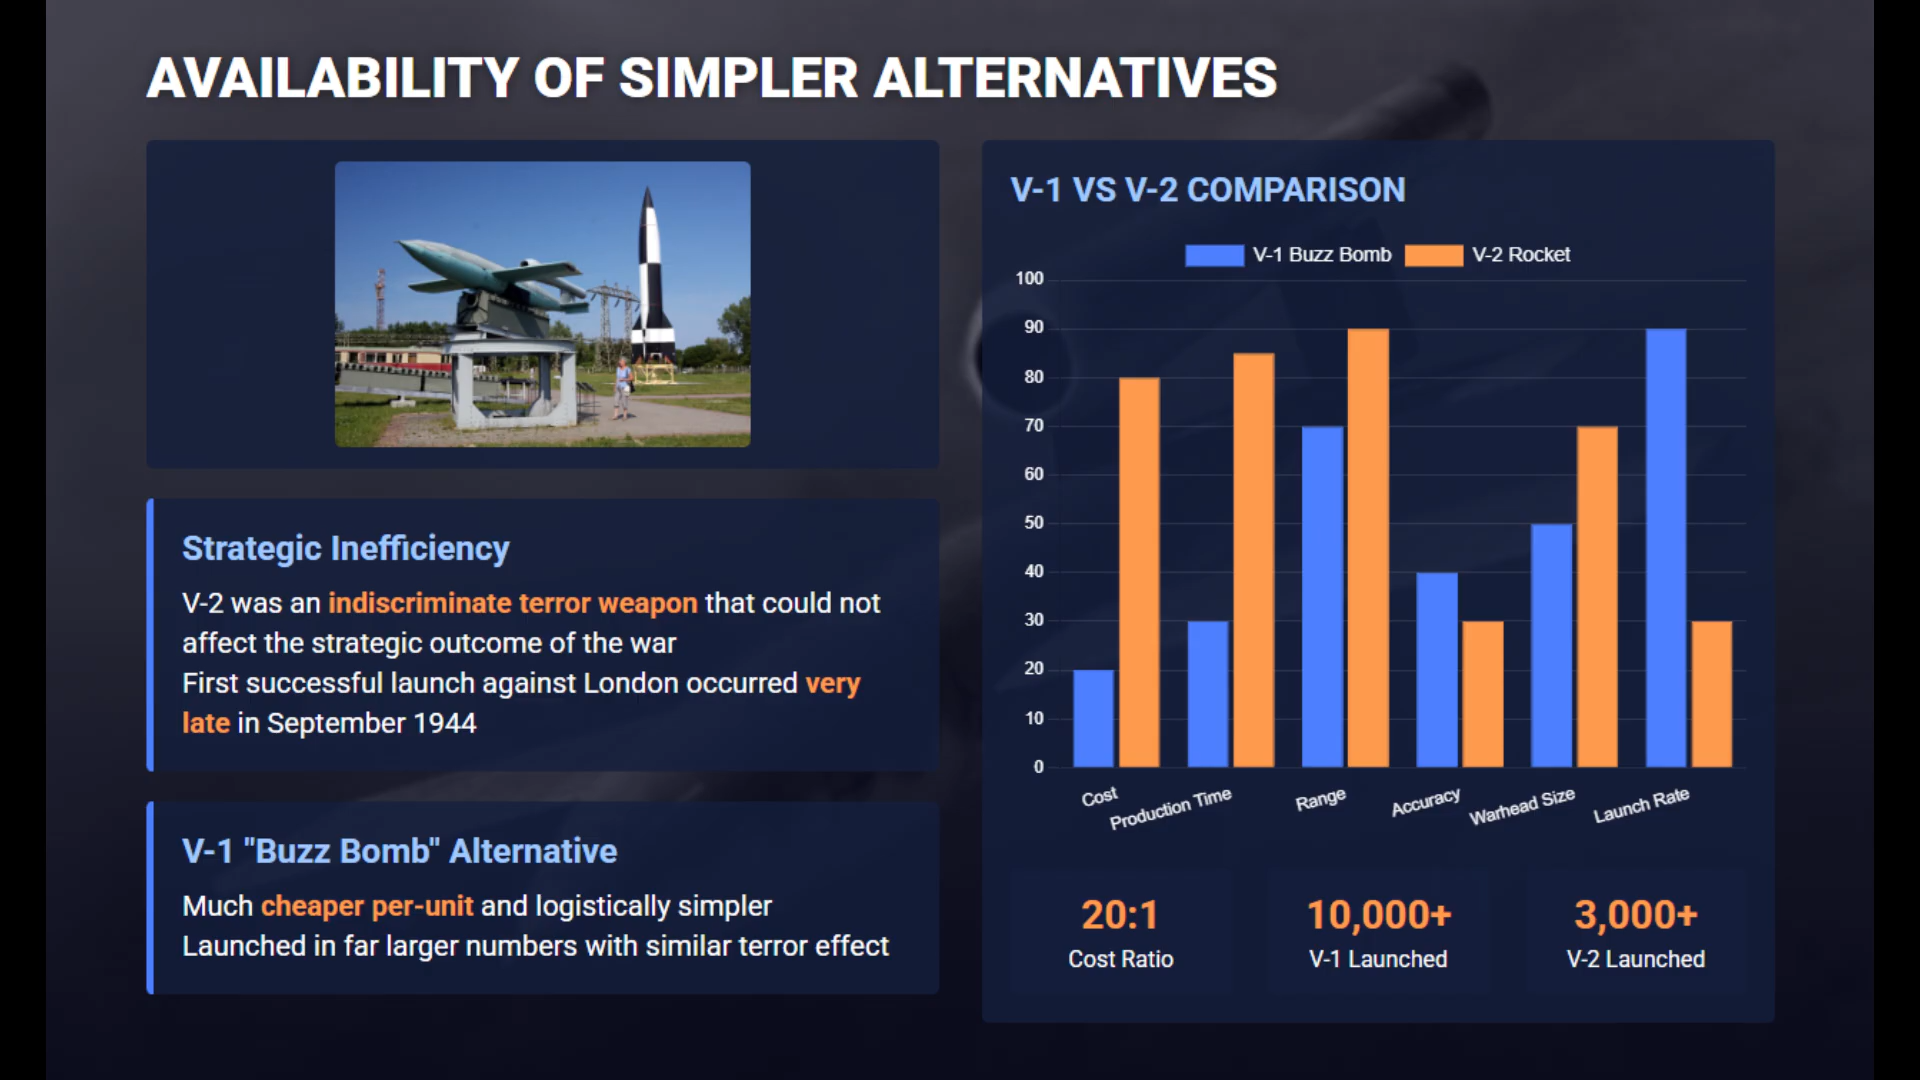 AVAILABILITY OF SIMPLER ALTERNATIVES
Strategic Inefficiency
V-2 was an indiscriminate terror weapon that could not
affect the strategic outcome of the war
First successful launch against London occurred very
late in September 1944
V-1 "Buzz Bomb" Alternative
Much cheaper per-unit and logistically simpler
Launched in far larger numbers with similar terror effect
V-1 VS V-2 COMPARISON
V-1 Buzz Bomb
V-2 Rocket
100
90
80
70
60
50
40
30
20
10
0
Cost
Production Time
Range
Accuracy
Warhead Size
Launch Rate
20:1
Cost Ratio
10,000+
V-1 Launched
3,000+
V-2 Launched